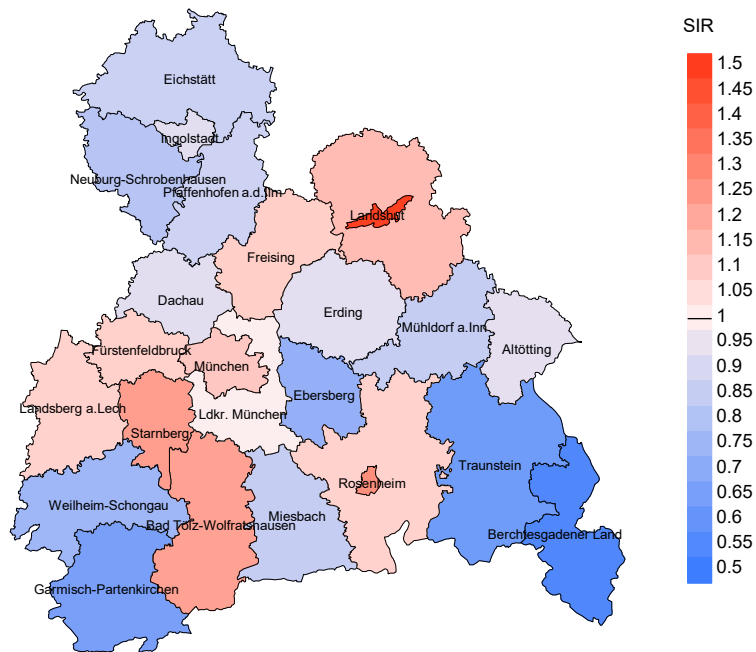 SIR
1.5
1.45
1.4
1.35
1.3
1.25
1.2
1.15
1.1
1.05
1
0.95
0.9
0.85
0.8
0.75
0.7
0.65
0.6
0.55
0.5
Eichstätt
Ingolstadt
Neuburg-Schrobenhausen
Pfaffenhofen a.d.Ilm
Landshut
Freising
Dachau
Erding
Mühldorf a.Inn
Altötting
Fürstenfeldbruck
München
Ebersberg
Landsberg a.Lech
Ldkr. München
Starnberg
Traunstein
Rosenheim
Weilheim-Schongau
Miesbach
Bad Tölz-Wolfratshausen
Berchtesgadener Land
Garmisch-Partenkirchen